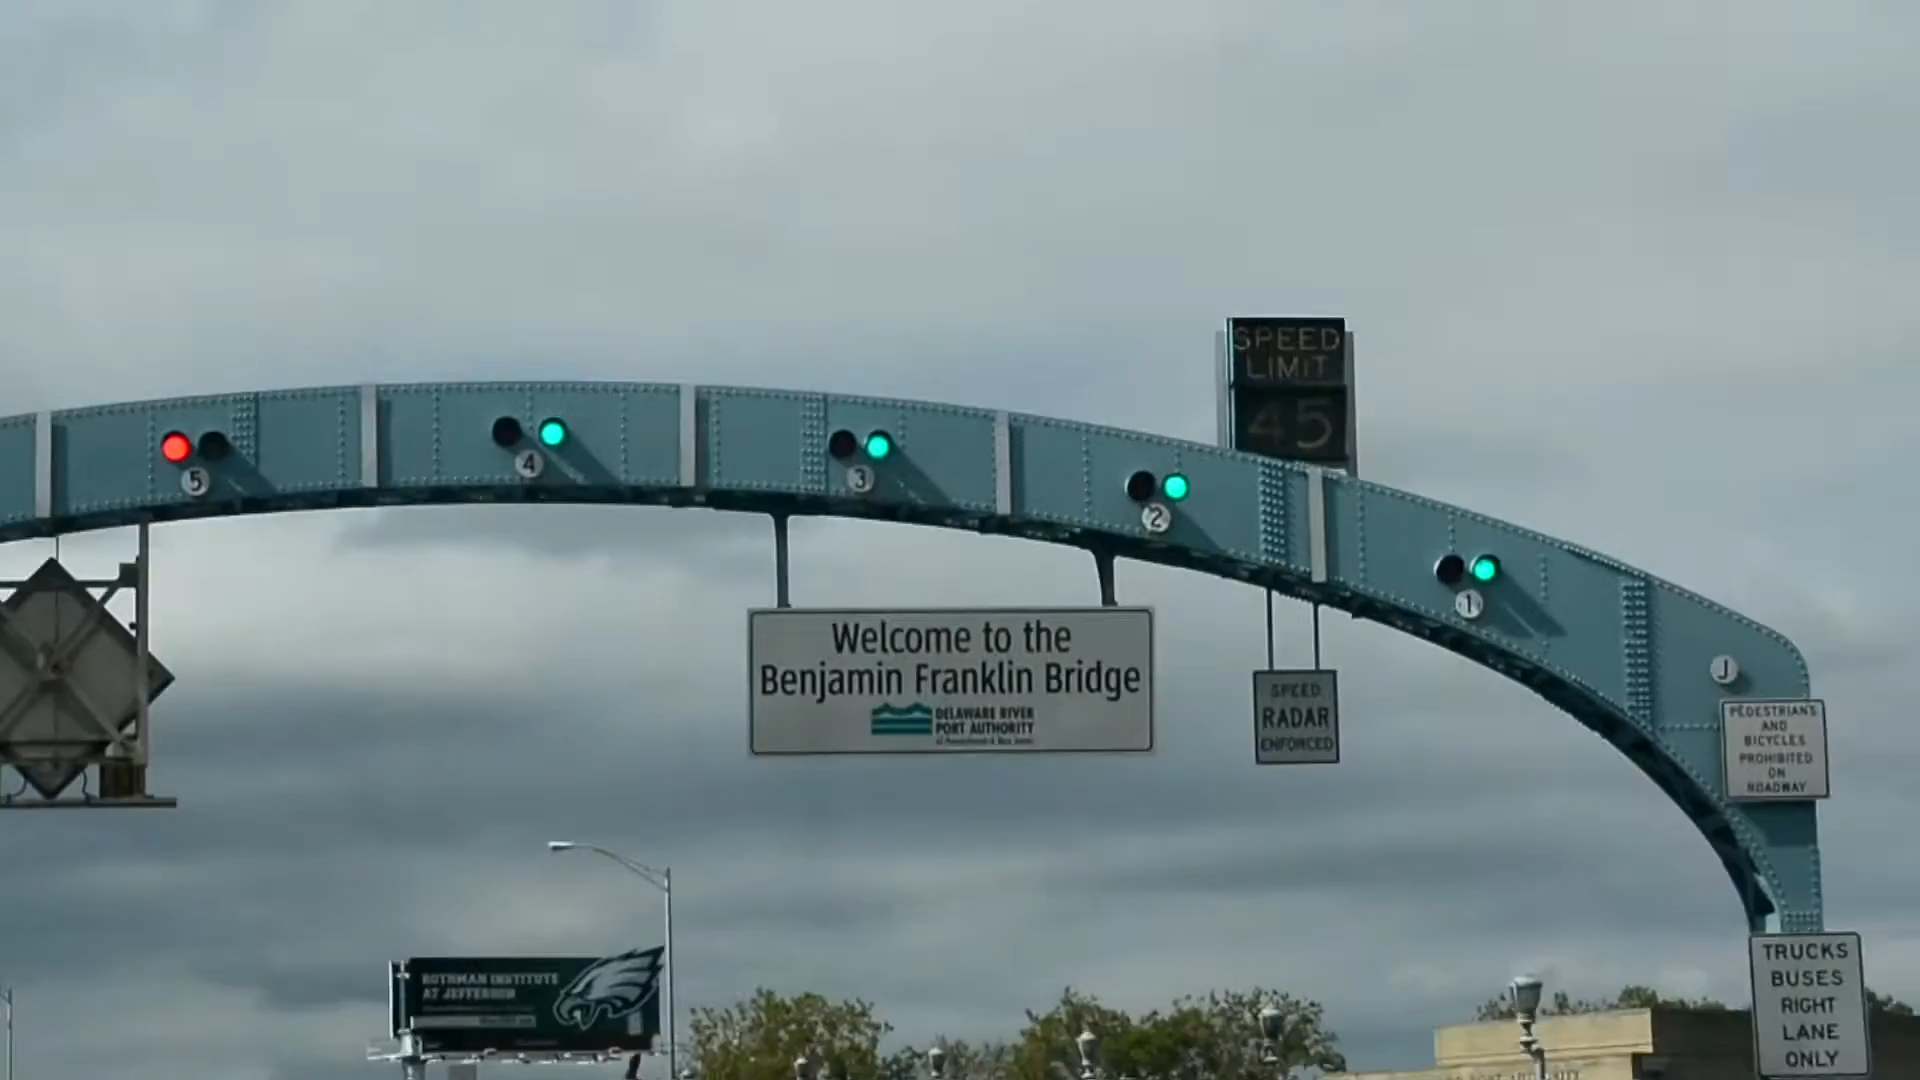 SPEED
LIMIT
45
5
4
3
2
1
J
Welcome to the
Benjamin Franklin Bridge
DELAWARE RIVER
PORT AUTHORITY
SPEED
RADAR
ENFORCED
PEDESTRIANS
AND
BICYCLES
PROHIBITED
ON
ROADWAY
TRUCKS
BUSES
RIGHT
LANE
ONLY
ROTHMAN INSTITUTE
AT JEFFERSON